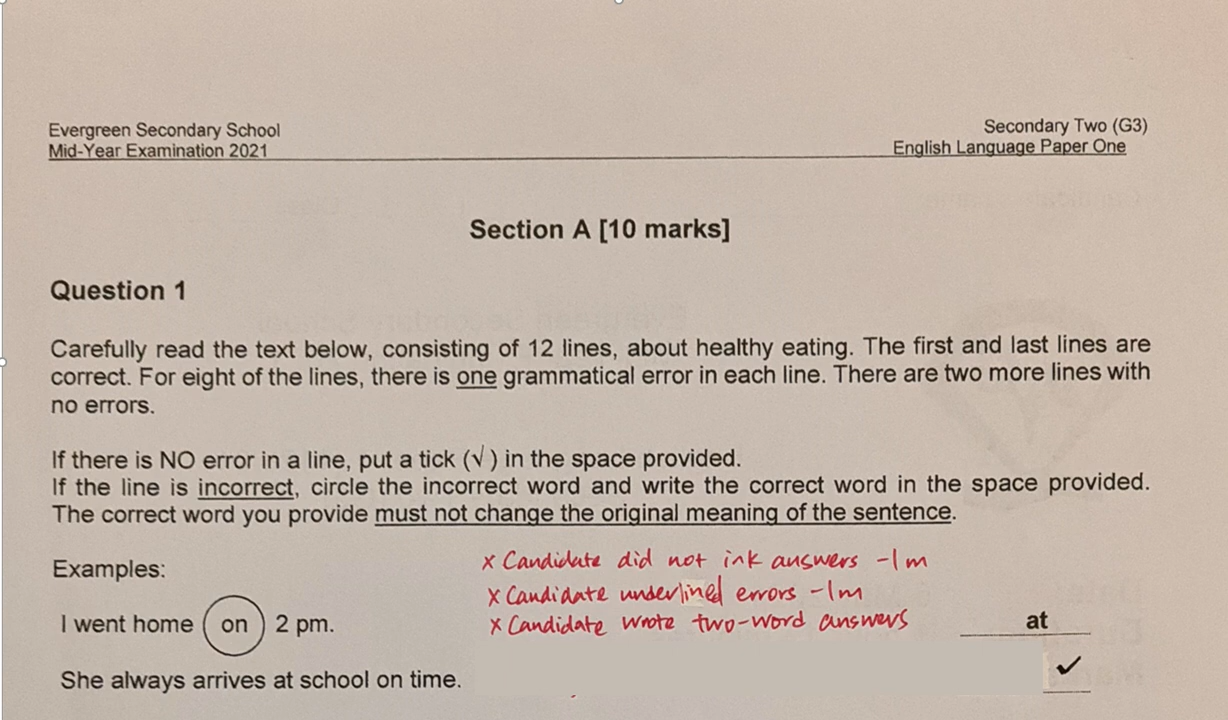 Evergreen Secondary School
Secondary Two (G3)
Mid-Year Examination 2021
English Language Paper One
Section A [10 marks]
Question 1
Carefully read the text below, consisting of 12 lines, about healthy eating. The first and last lines are
correct. For eight of the lines, there is one grammatical error in each line. There are two more lines with
no errors.
If there is NO error in a line, put a tick (√ ) in the space provided.
If the line is incorrect, circle the incorrect word and write the correct word in the space provided.
The correct word you provide must not change the original meaning of the sentence.
x Candidate did not ink answers -1m
Examples:
x Candidate underlined errors -1m
I went home on 2 pm.
x Candidate wrote two-word answers
at
She always arrives at school on time. ✓